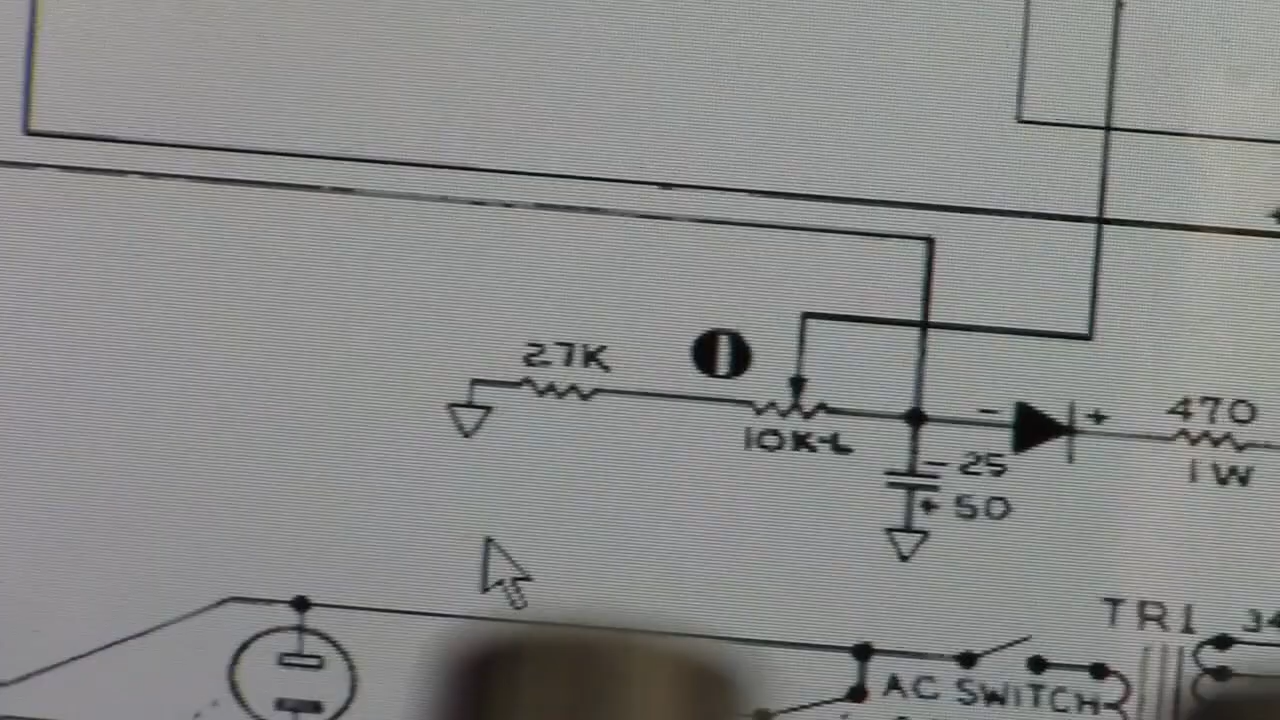 27K
10K-L
- +
470
1W
- 25
+ 50
TR1
AC SWITCH